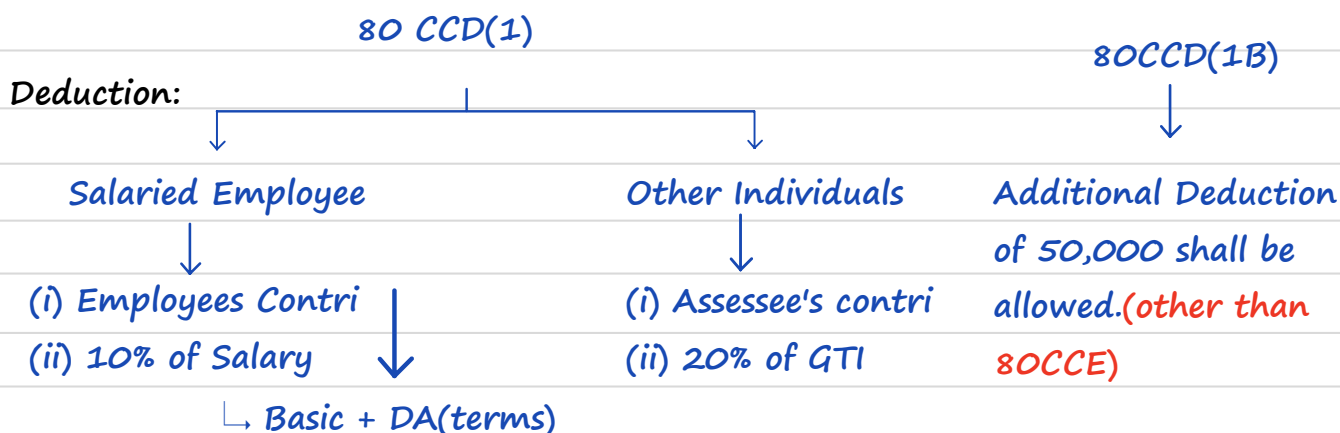 80 CCD(1)
80CCD(1B)
Deduction:
Salaried Employee
Other Individuals
Additional Deduction
of 50,000 shall be
allowed.(other than
80CCE)
(i) Employees Contri
(ii) 10% of Salary
Basic + DA(terms)
(i) Assessee's contri
(ii) 20% of GTI